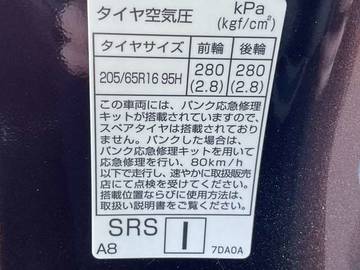 タイヤ空気圧 kPa
(kgf/cm²)
タイヤサイズ 前輪 後輪
205/65R16 95H 280 280
(2.8) (2.8)
この車両には、パンク応急修理
キットが搭載されていますので、
スペアタイヤは搭載されており
ません。パンクした場合は、
パンク応急修理キットを用いて
応急修理を行い、80km/h
以下で走行し、速やかに取扱販売
店にて点検を受けてください。
搭載位置ならびに使用方法は、
取扱い説明書をご覧ください。
SRS I
A8 7DA0A